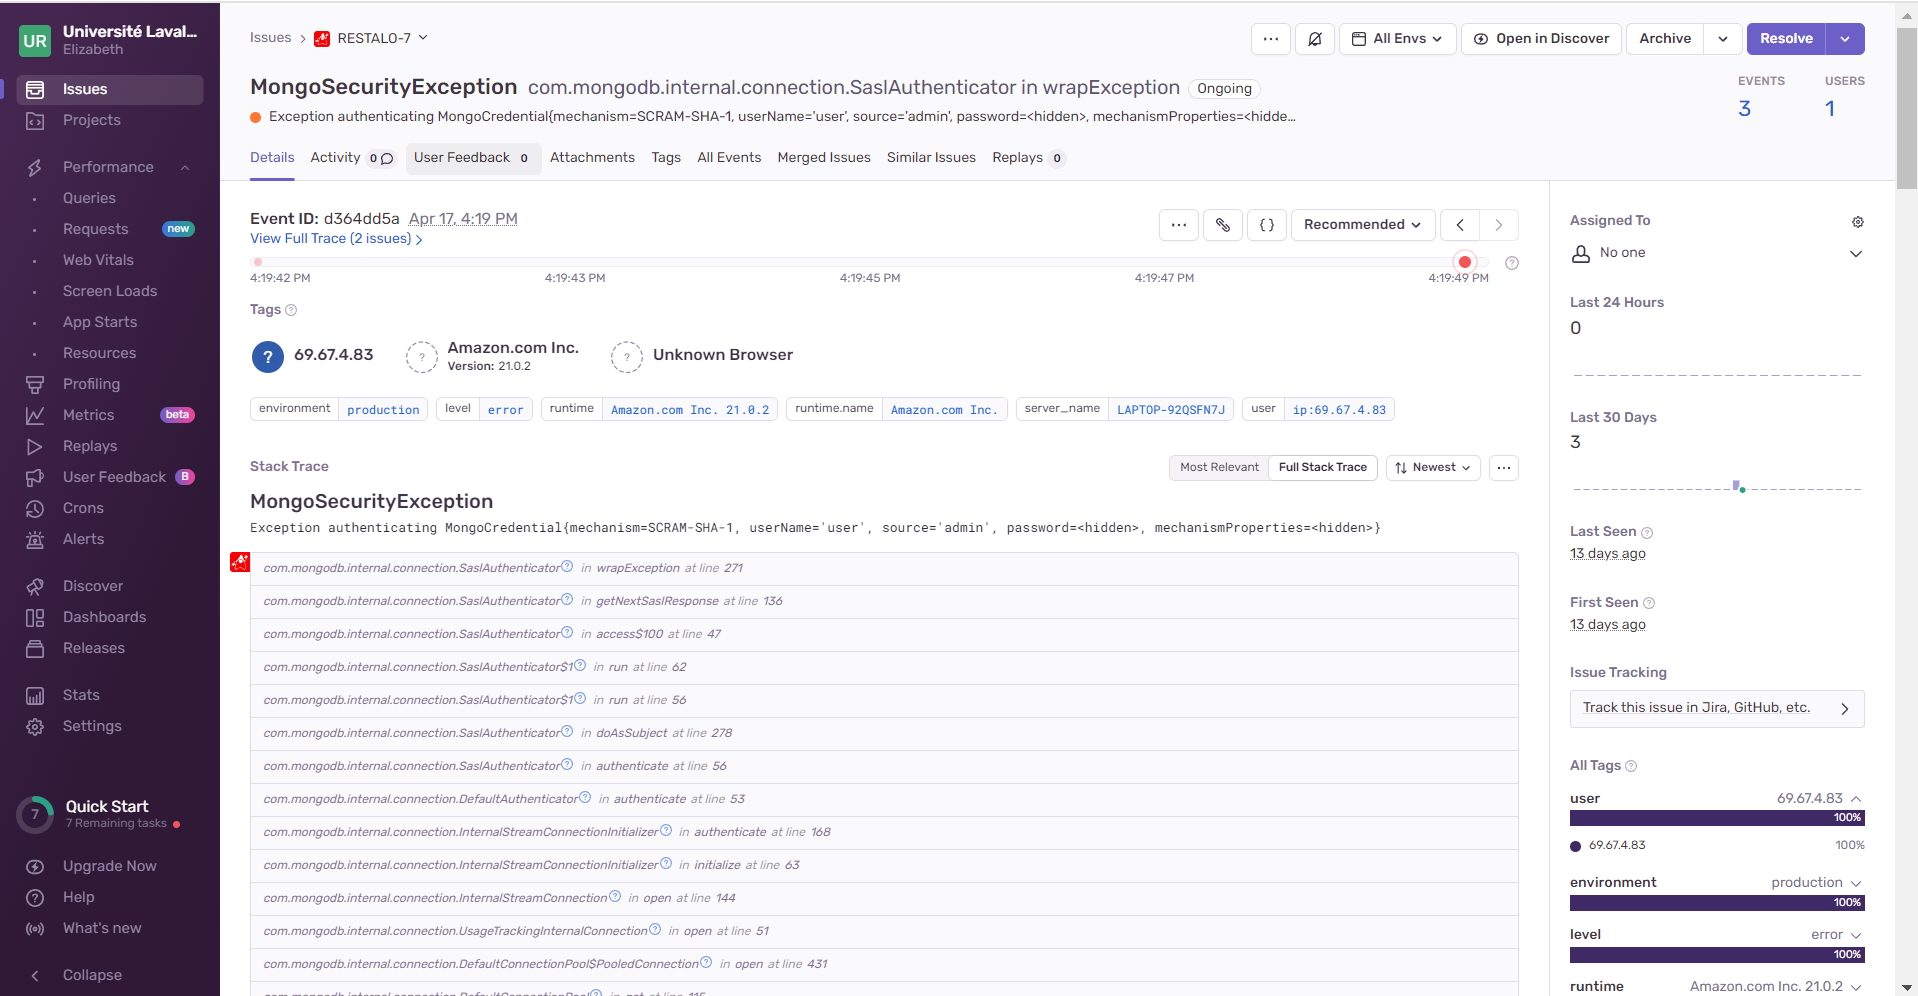 UR
Université Laval...
Elizabeth
Issues
Projects
Performance
Queries
Requests new
Web Vitals
Screen Loads
App Starts
Resources
Profiling
Metrics beta
Replays
User Feedback B
Crons
Alerts
Discover
Dashboards
Releases
Stats
Settings
7
Quick Start
7 Remaining tasks
Upgrade Now
Help
What's new
Collapse
Issues > RESTALO-7
All Envs
Open in Discover
Archive
Resolve
MongoSecurityException com.mongodb.internal.connection.SaslAuthenticator in wrapException Ongoing
Exception authenticating MongoCredential{mechanism=SCRAM-SHA-1, userName='user', source='admin', password=<hidden>, mechanismProperties=<hidde...
EVENTS
3
USERS
1
Details Activity 0 User Feedback 0 Attachments Tags All Events Merged Issues Similar Issues Replays 0
Event ID: d364dd5a Apr 17, 4:19 PM
View Full Trace (2 issues) >
{} Recommended
4:19:42 PM 4:19:43 PM 4:19:45 PM 4:19:47 PM 4:19:49 PM
Tags
69.67.4.83
Amazon.com Inc.
Version: 21.0.2
Unknown Browser
environment production level error runtime Amazon.com Inc. 21.0.2 runtime.name Amazon.com Inc. server_name LAPTOP-92QSFN7J user ip:69.67.4.83
Stack Trace
Most Relevant Full Stack Trace Newest
MongoSecurityException
Exception authenticating MongoCredential{mechanism=SCRAM-SHA-1, userName='user', source='admin', password=<hidden>, mechanismProperties=<hidden>}
com.mongodb.internal.connection.SaslAuthenticator in wrapException at line 271
com.mongodb.internal.connection.SaslAuthenticator in getNextSaslResponse at line 136
com.mongodb.internal.connection.SaslAuthenticator in access$100 at line 47
com.mongodb.internal.connection.SaslAuthenticator$1 in run at line 62
com.mongodb.internal.connection.SaslAuthenticator$1 in run at line 56
com.mongodb.internal.connection.SaslAuthenticator in doAsSubject at line 278
com.mongodb.internal.connection.SaslAuthenticator in authenticate at line 56
com.mongodb.internal.connection.DefaultAuthenticator in authenticate at line 53
com.mongodb.internal.connection.InternalStreamConnectionInitializer in authenticate at line 168
com.mongodb.internal.connection.InternalStreamConnectionInitializer in initialize at line 63
com.mongodb.internal.connection.InternalStreamConnection in open at line 144
com.mongodb.internal.connection.UsageTrackingInternalConnection in open at line 51
com.mongodb.internal.connection.DefaultConnectionPool$PooledConnection in open at line 431
Assigned To
No one
Last 24 Hours
0
Last 30 Days
3
Last Seen
13 days ago
First Seen
13 days ago
Issue Tracking
Track this issue in Jira, GitHub, etc.
All Tags
user 69.67.4.83
100%
69.67.4.83 100%
environment production
100%
level error
100%
runtime Amazon.com Inc. 21.0.2